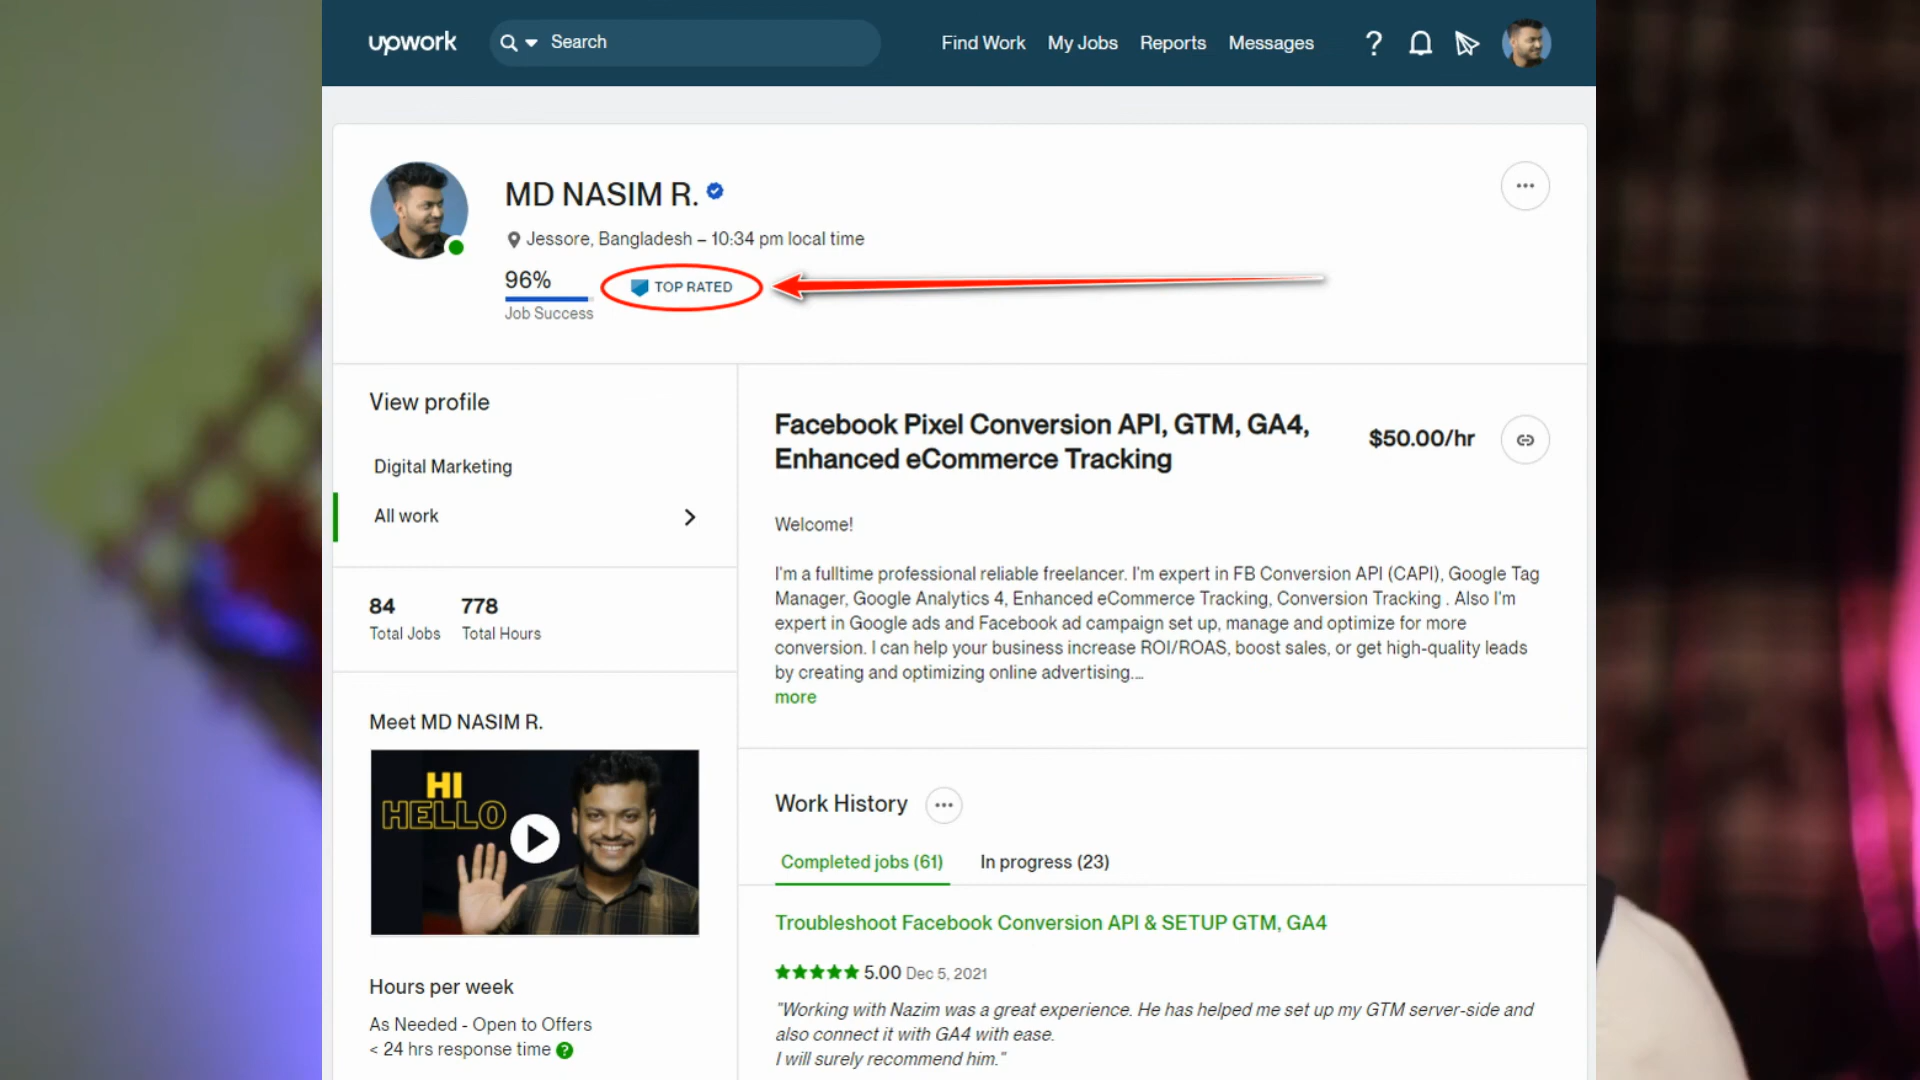 upwork
Search
Find Work
My Jobs
Reports
Messages
MD NASIM R.
Jessore, Bangladesh – 10:34 pm local time
96%
TOP RATED
Job Success
View profile
Digital Marketing
All work
84
778
Total Jobs
Total Hours
Meet MD NASIM R.
HI
HELLO
Hours per week
As Needed - Open to Offers
< 24 hrs response time
Facebook Pixel Conversion API, GTM, GA4,
Enhanced eCommerce Tracking
$50.00/hr
Welcome!
I'm a fulltime professional reliable freelancer. I'm expert in FB Conversion API (CAPI), Google Tag
Manager, Google Analytics 4, Enhanced eCommerce Tracking, Conversion Tracking . Also I'm
expert in Google ads and Facebook ad campaign set up, manage and optimize for more
conversion. I can help your business increase ROI/ROAS, boost sales, or get high-quality leads
by creating and optimizing online advertising....
more
Work History
Completed jobs (61)
In progress (23)
Troubleshoot Facebook Conversion API & SETUP GTM, GA4
5.00 Dec 5, 2021
"Working with Nazim was a great experience. He has helped me set up my GTM server-side and
also connect it with GA4 with ease.
I will surely recommend him."